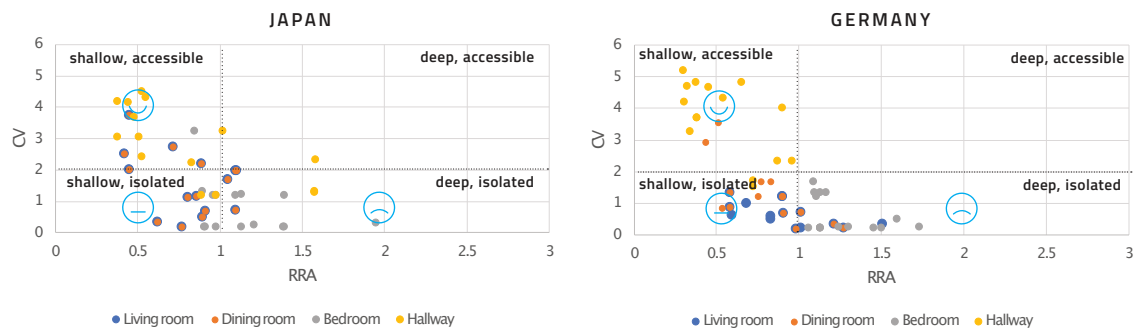 JAPAN
6
5
4
3
2
1
0
CV
shallow, accessible
deep, accessible
shallow, isolated
deep, isolated
0 0.5 1 1.5 2 2.5 3
RRA
Living room Dining room Bedroom Hallway
GERMANY
6
5
4
3
2
1
0
CV
shallow, accessible
deep, accessible
shallow, isolated
deep, isolated
0 0.5 1 1.5 2 2.5 3
RRA
Living room Dining room Bedroom Hallway